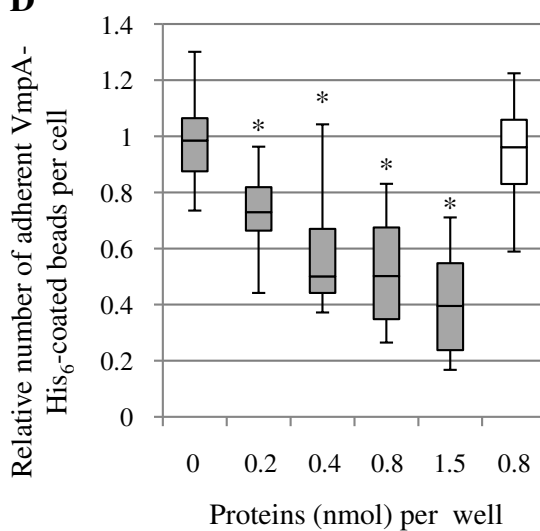 D
Relative number of adherent VmpA-
His6-coated beads per cell
1.4
1.2
1
0.8
0.6
0.4
0.2
0
* * * *
0 0.2 0.4 0.8 1.5 0.8
Proteins (nmol) per well